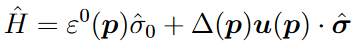 Ĥ = ε⁰(𝒑)σ̂₀ + Δ(𝒑)𝒖(𝒑) · 𝝈̂